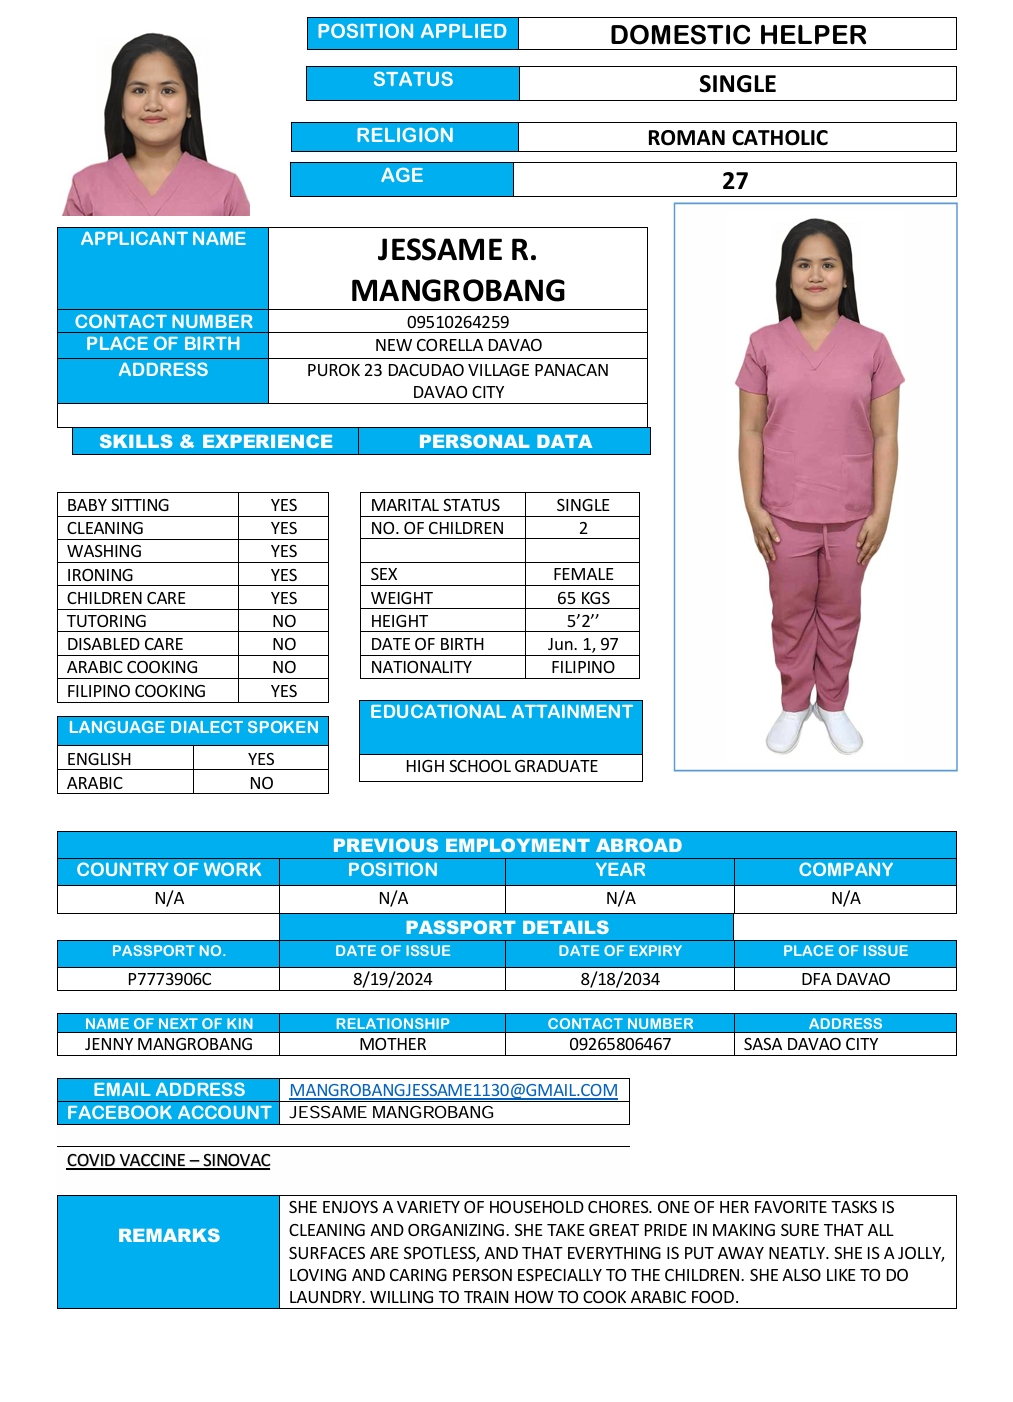 POSITION APPLIED DOMESTIC HELPER
STATUS SINGLE
RELIGION ROMAN CATHOLIC
AGE 27
APPLICANT NAME JESSAME R.
MANGROBANG
CONTACT NUMBER 09510264259
PLACE OF BIRTH NEW CORELLA DAVAO
ADDRESS PUROK 23 DACUDAO VILLAGE PANACAN
DAVAO CITY
SKILLS & EXPERIENCE PERSONAL DATA
BABY SITTING YES
CLEANING YES
WASHING YES
IRONING YES
CHILDREN CARE YES
TUTORING NO
DISABLED CARE NO
ARABIC COOKING NO
FILIPINO COOKING YES
MARITAL STATUS SINGLE
NO. OF CHILDREN 2
SEX FEMALE
WEIGHT 65 KGS
HEIGHT 5’2’’
DATE OF BIRTH Jun. 1, 97
NATIONALITY FILIPINO
LANGUAGE DIALECT SPOKEN
ENGLISH YES
ARABIC NO
EDUCATIONAL ATTAINMENT
HIGH SCHOOL GRADUATE
PREVIOUS EMPLOYMENT ABROAD
COUNTRY OF WORK POSITION YEAR COMPANY
N/A N/A N/A N/A
PASSPORT DETAILS
PASSPORT NO. DATE OF ISSUE DATE OF EXPIRY PLACE OF ISSUE
P7773906C 8/19/2024 8/18/2034 DFA DAVAO
NAME OF NEXT OF KIN RELATIONSHIP CONTACT NUMBER ADDRESS
JENNY MANGROBANG MOTHER 09265806467 SASA DAVAO CITY
EMAIL ADDRESS MANGROBANGJESSAME1130@GMAIL.COM
FACEBOOK ACCOUNT JESSAME MANGROBANG
COVID VACCINE – SINOVAC
REMARKS
SHE ENJOYS A VARIETY OF HOUSEHOLD CHORES. ONE OF HER FAVORITE TASKS IS
CLEANING AND ORGANIZING. SHE TAKE GREAT PRIDE IN MAKING SURE THAT ALL
SURFACES ARE SPOTLESS, AND THAT EVERYTHING IS PUT AWAY NEATLY. SHE IS A JOLLY,
LOVING AND CARING PERSON ESPECIALLY TO THE CHILDREN. SHE ALSO LIKE TO DO
LAUNDRY. WILLING TO TRAIN HOW TO COOK ARABIC FOOD.